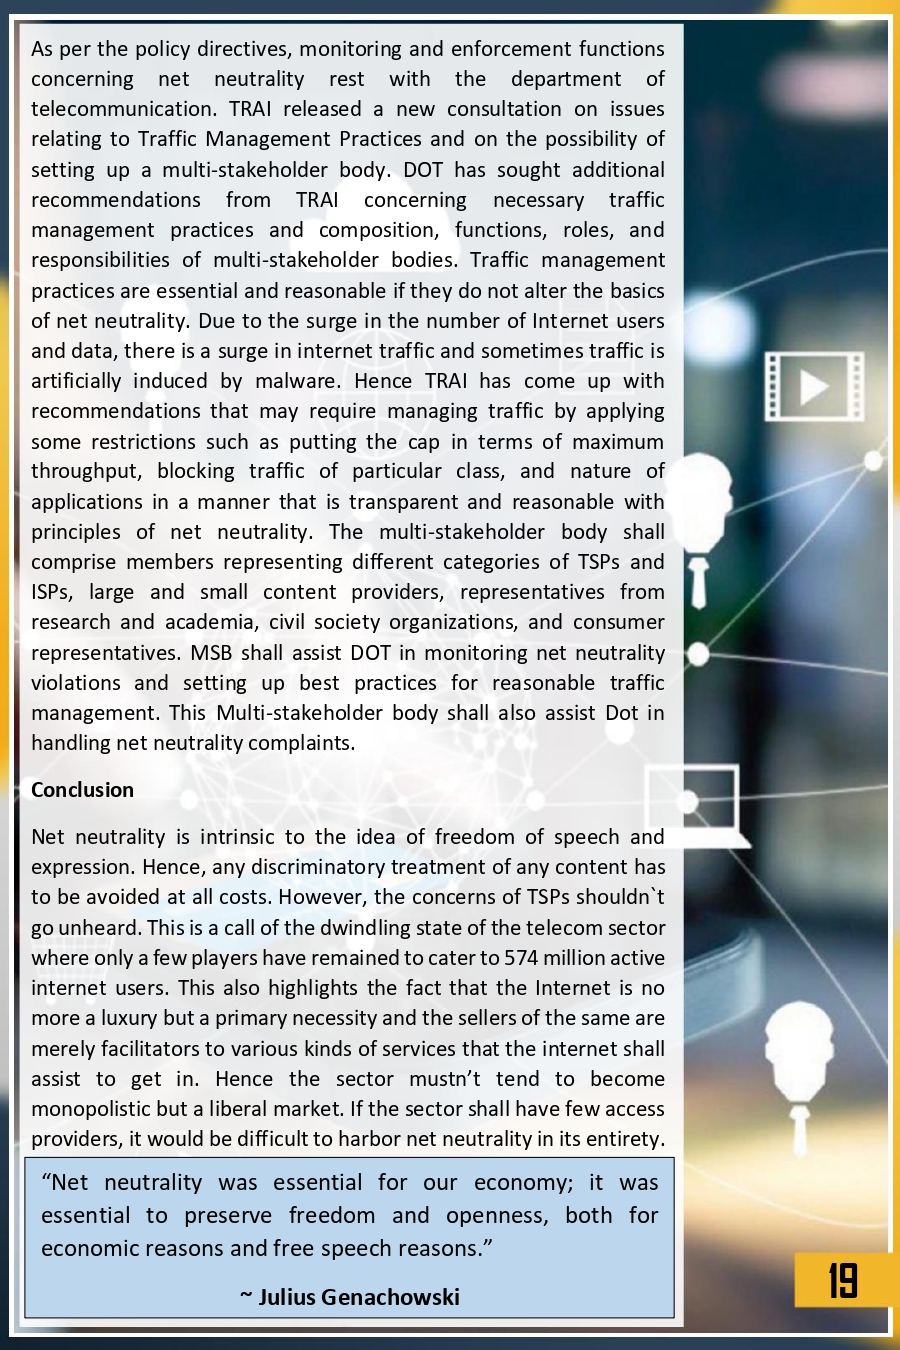 As per the policy directives, monitoring and enforcement functions
concerning net neutrality rest with the department of
telecommunication. TRAI released a new consultation on issues
relating to Traffic Management Practices and on the possibility of
setting up a multi-stakeholder body. DOT has sought additional
recommendations from TRAI concerning necessary traffic
management practices and composition, functions, roles, and
responsibilities of multi-stakeholder bodies. Traffic management
practices are essential and reasonable if they do not alter the basics
of net neutrality. Due to the surge in the number of Internet users
and data, there is a surge in internet traffic and sometimes traffic is
artificially induced by malware. Hence TRAI has come up with
recommendations that may require managing traffic by applying
some restrictions such as putting the cap in terms of maximum
throughput, blocking traffic of particular class, and nature of
applications in a manner that is transparent and reasonable with
principles of net neutrality. The multi-stakeholder body shall
comprise members representing different categories of TSPs and
ISPs, large and small content providers, representatives from
research and academia, civil society organizations, and consumer
representatives. MSB shall assist DOT in monitoring net neutrality
violations and setting up best practices for reasonable traffic
management. This Multi-stakeholder body shall also assist Dot in
handling net neutrality complaints.
Conclusion
Net neutrality is intrinsic to the idea of freedom of speech and
expression. Hence, any discriminatory treatment of any content has
to be avoided at all costs. However, the concerns of TSPs shouldn`t
go unheard. This is a call of the dwindling state of the telecom sector
where only a few players have remained to cater to 574 million active
internet users. This also highlights the fact that the Internet is no
more a luxury but a primary necessity and the sellers of the same are
merely facilitators to various kinds of services that the internet shall
assist to get in. Hence the sector mustn’t tend to become
monopolistic but a liberal market. If the sector shall have few access
providers, it would be difficult to harbor net neutrality in its entirety.
“Net neutrality was essential for our economy; it was
essential to preserve freedom and openness, both for
economic reasons and free speech reasons.”
~ Julius Genachowski
19